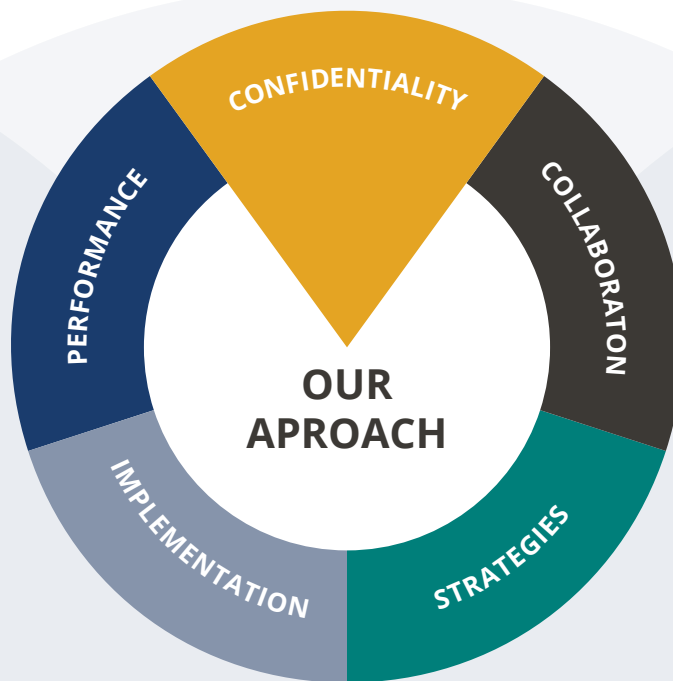 CONFIDENTIALITY
COLLABORATON
STRATEGIES
IMPLEMENTATION
PERFORMANCE
OUR
APROACH